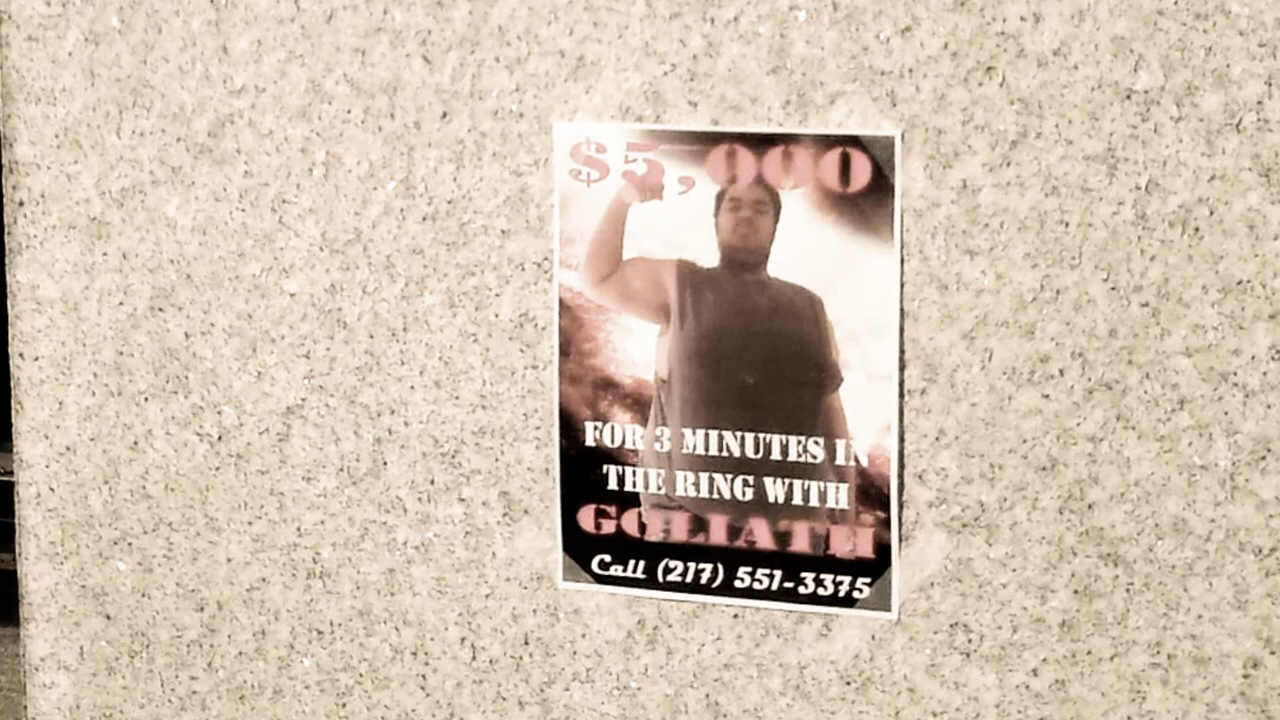 $5,000
FOR 3 MINUTES IN
THE RING WITH
GOLIATH
Call (217) 551-3375